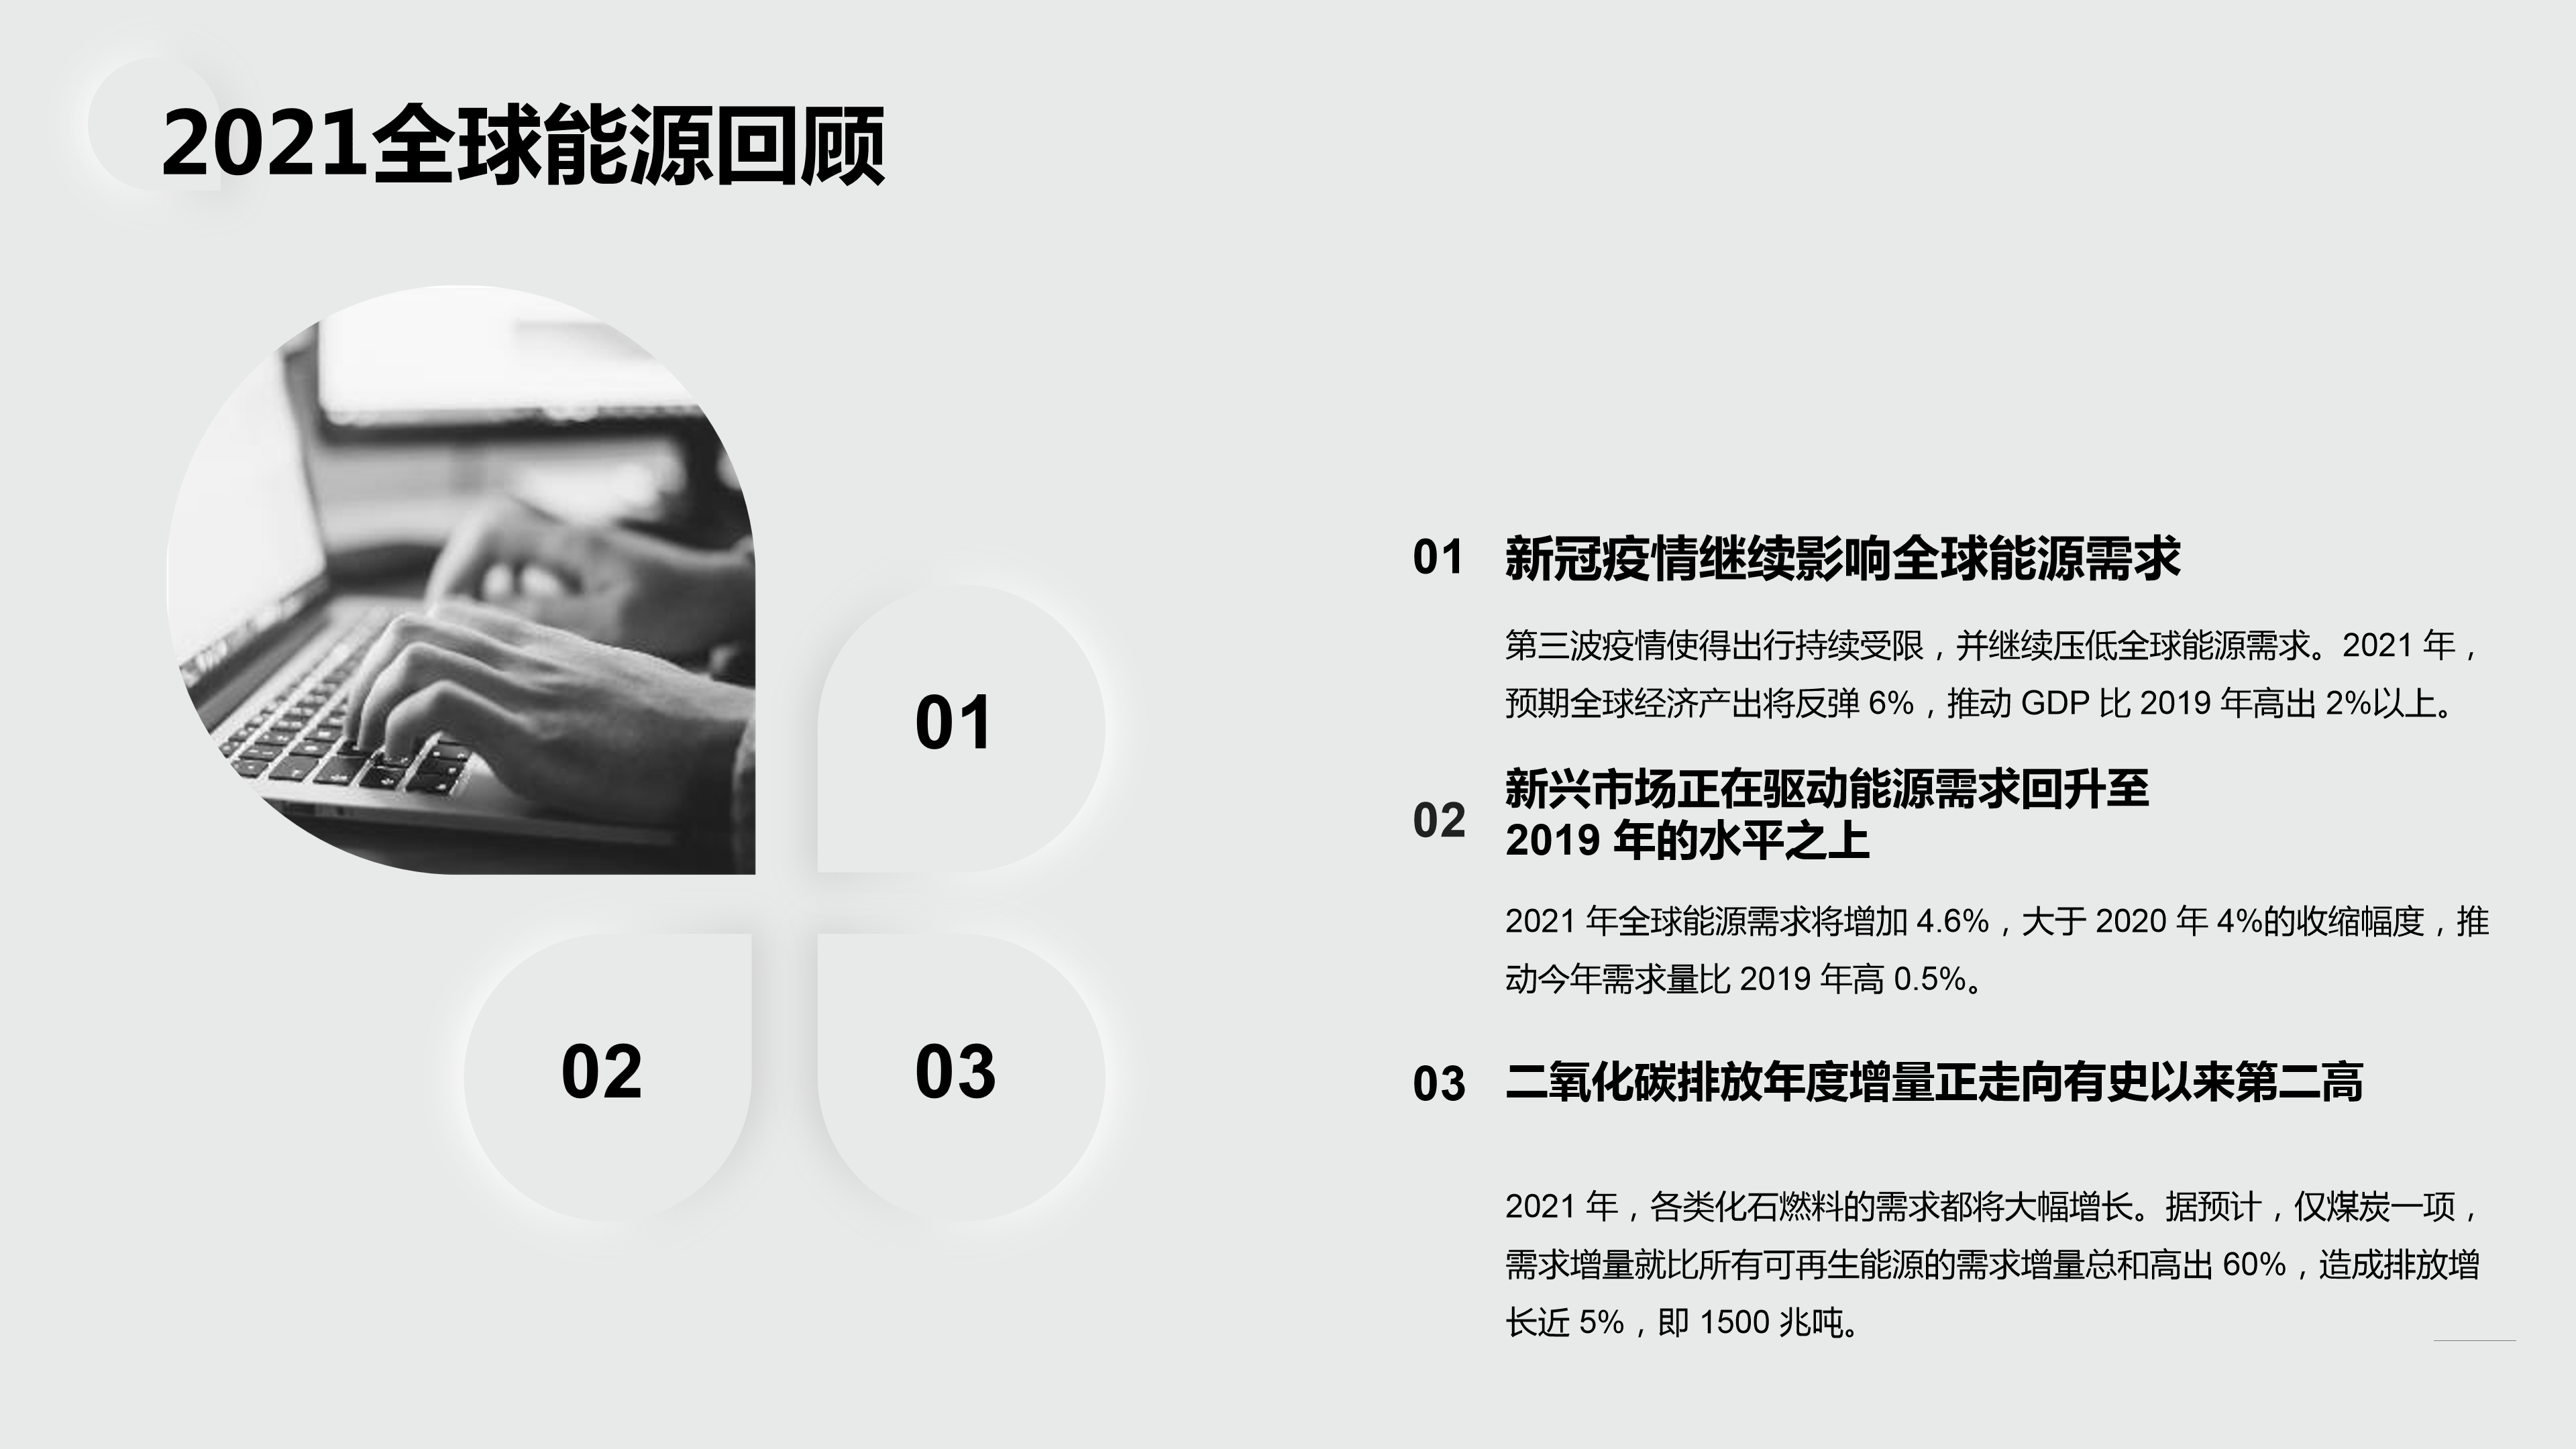 2021全球能源回顾
01
02
03
01 新冠疫情继续影响全球能源需求
第三波疫情使得出行持续受限，并继续压低全球能源需求。2021 年，
预期全球经济产出将反弹 6%，推动 GDP 比 2019 年高出 2%以上。
02 新兴市场正在驱动能源需求回升至
2019 年的水平之上
2021 年全球能源需求将增加 4.6%，大于 2020 年 4%的收缩幅度，推
动今年需求量比 2019 年高 0.5%。
03 二氧化碳排放年度增量正走向有史以来第二高
2021 年，各类化石燃料的需求都将大幅增长。据预计，仅煤炭一项，
需求增量就比所有可再生能源的需求增量总和高出 60%，造成排放增
长近 5%，即 1500 兆吨。